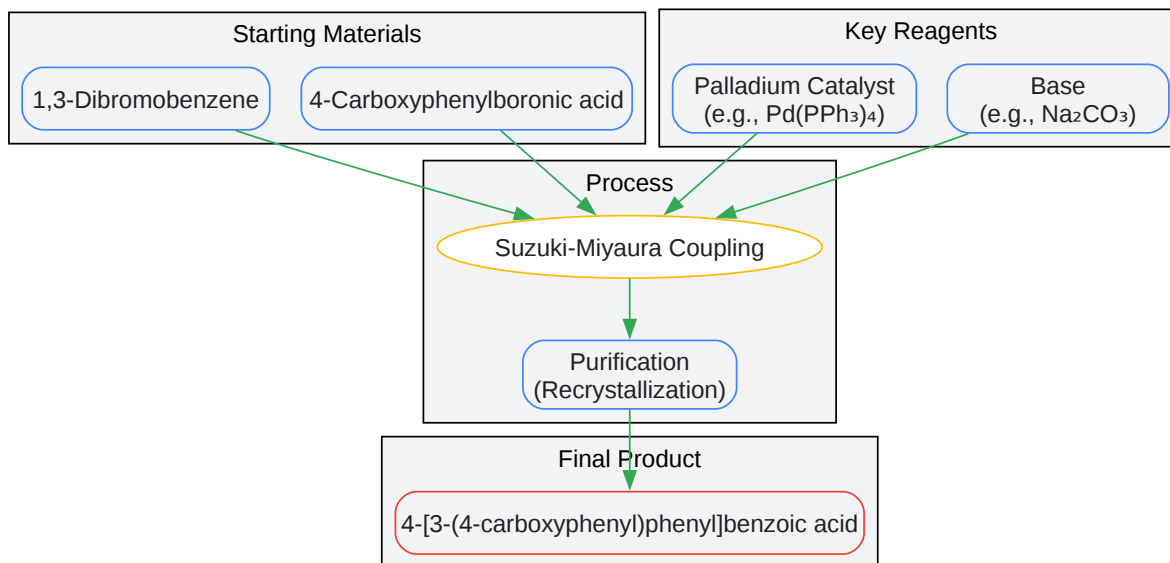 Starting Materials
Key Reagents
1,3-Dibromobenzene
4-Carboxyphenylboronic acid
Palladium Catalyst
(e.g., Pd(PPh₃)₄)
Base
(e.g., Na₂CO₃)
Process
Suzuki-Miyaura Coupling
Purification
(Recrystallization)
Final Product
4-[3-(4-carboxyphenyl)phenyl]benzoic acid